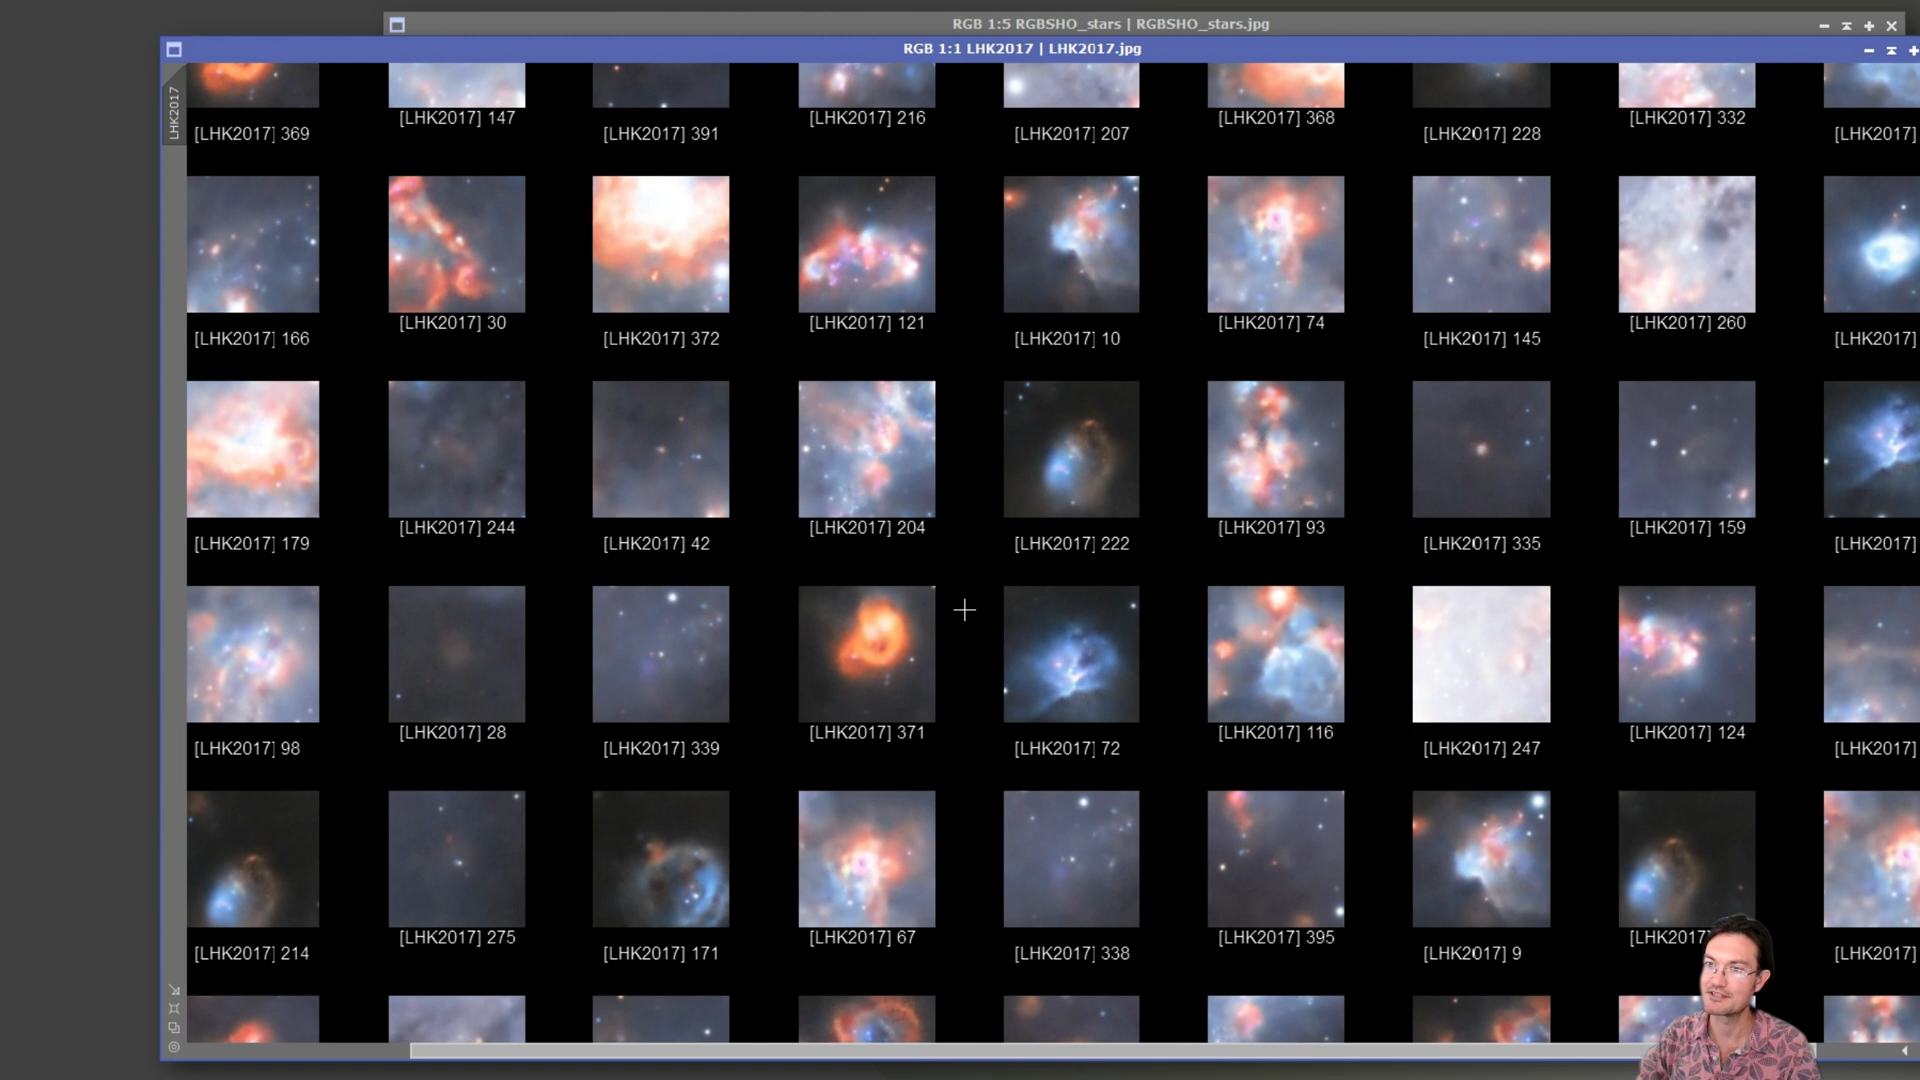 RGB 1:5 RGBSHO_stars | RGBSHO_stars.jpg
RGB 1:1 LHK2017 | LHK2017.jpg
LHK2017
[LHK2017] 369
[LHK2017] 147
[LHK2017] 391
[LHK2017] 216
[LHK2017] 207
[LHK2017] 368
[LHK2017] 228
[LHK2017] 332
[LHK2017]
[LHK2017] 166
[LHK2017] 30
[LHK2017] 372
[LHK2017] 121
[LHK2017] 10
[LHK2017] 74
[LHK2017] 145
[LHK2017] 260
[LHK2017]
[LHK2017] 179
[LHK2017] 244
[LHK2017] 42
[LHK2017] 204
[LHK2017] 222
[LHK2017] 93
[LHK2017] 335
[LHK2017] 159
[LHK2017]
[LHK2017] 98
[LHK2017] 28
[LHK2017] 339
[LHK2017] 371
[LHK2017] 72
[LHK2017] 116
[LHK2017] 247
[LHK2017] 124
[LHK2017]
[LHK2017] 214
[LHK2017] 275
[LHK2017] 171
[LHK2017] 67
[LHK2017] 338
[LHK2017] 395
[LHK2017] 9
[LHK2017
[LHK2017]